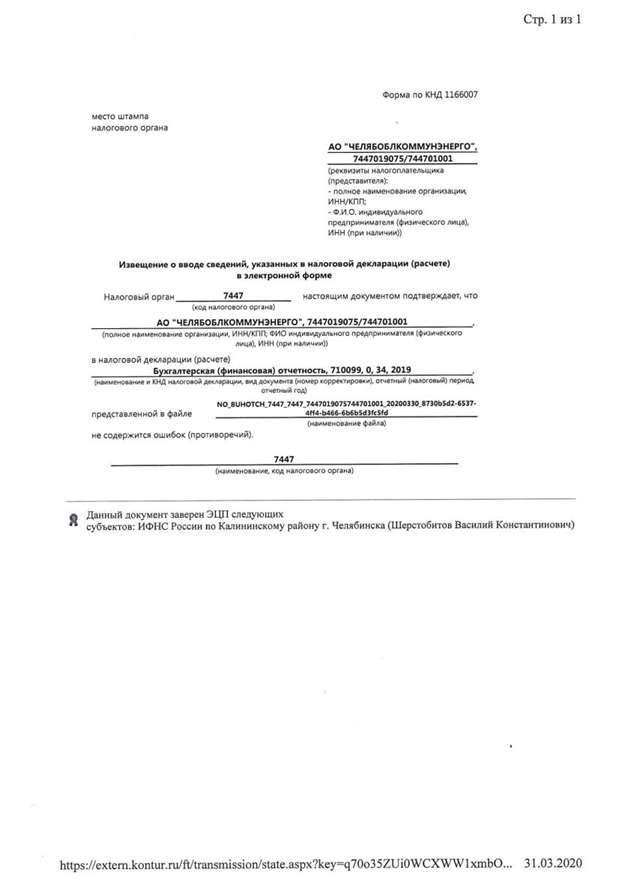 Стр. 1 из 1
Форма по КНД 1166007
место штампа
налогового органа
АО "ЧЕЛЯБОБЛКОММУНЭНЕРГО",
7447019075/744701001
(реквизиты налогоплательщика
(представителя):
- полное наименование организации,
ИНН/КПП;
- Ф.И.О. индивидуального
предпринимателя (физического лица),
ИНН (при наличии))
Извещение о вводе сведений, указанных в налоговой декларации (расчете)
в электронной форме
Налоговый орган 7447 настоящим документом подтверждает, что
(код налогового органа)
АО "ЧЕЛЯБОБЛКОММУНЭНЕРГО", 7447019075/744701001,
(полное наименование организации, ИНН/КПП; ФИО индивидуального предпринимателя (физического
лица), ИНН (при наличии))
в налоговой декларации (расчете)
Бухгалтерская (финансовая) отчетность, 710099, 0, 34, 2019,
(наименование и КНД налоговой декларации, вид документа (номер корректировки), отчетный (налоговый) период,
отчетный год)
NO_BUHOTCH_7447_7447_7447019075744701001_20200330_8730b5d2-6537-
представленной в файле 4ff4-b466-6b6b5d3fc5fd
(наименование файла)
не содержится ошибок (противоречий).
7447
(наименование, код налогового органа)
Данный документ заверен ЭЦП следующих
субъектов: ИФНС России по Калининскому району г. Челябинска (Шерстобитов Василий Константинович)
https://extern.kontur.ru/ft/transmission/state.aspx?key=q70o35ZUi0WCXWW1xmbO... 31.03.2020